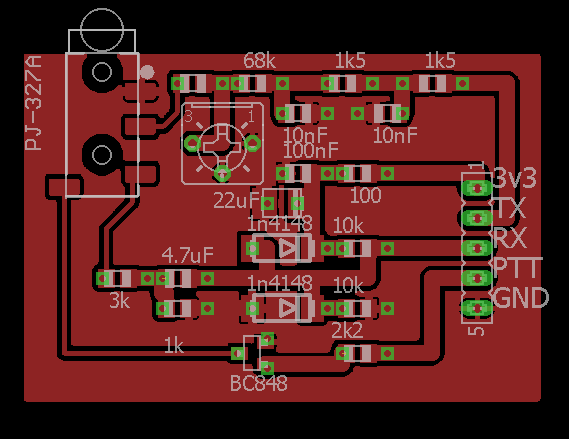 PJ-327A
68k
1k5
1k5
3
1
10nF
10nF
100nF
1
3v3
22uF
100
TX
1n4148
10k
RX
4.7uF
PTT
1n4148
10k
3k
GND
1k
2k2
5
BC848